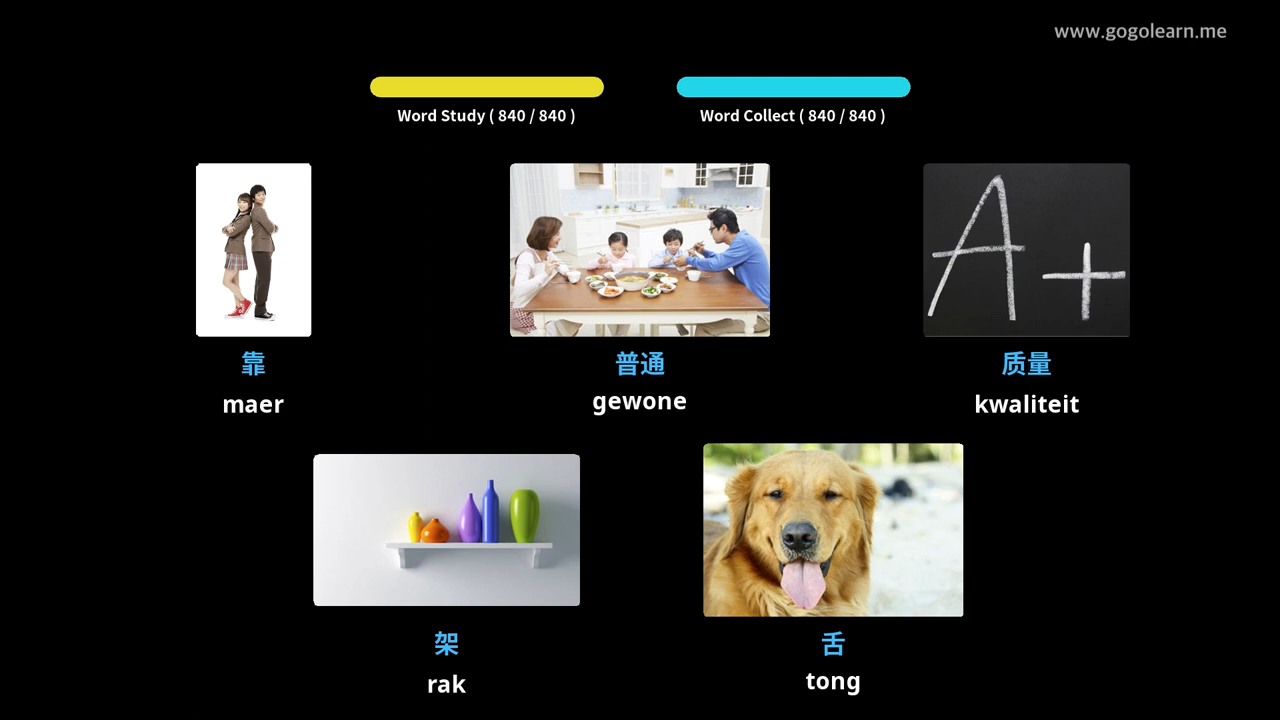 www.gogolearn.me
Word Study ( 840 / 840 )
Word Collect ( 840 / 840 )
靠
maer
普通
gewone
质量
kwaliteit
A+
架
rak
舌
tong